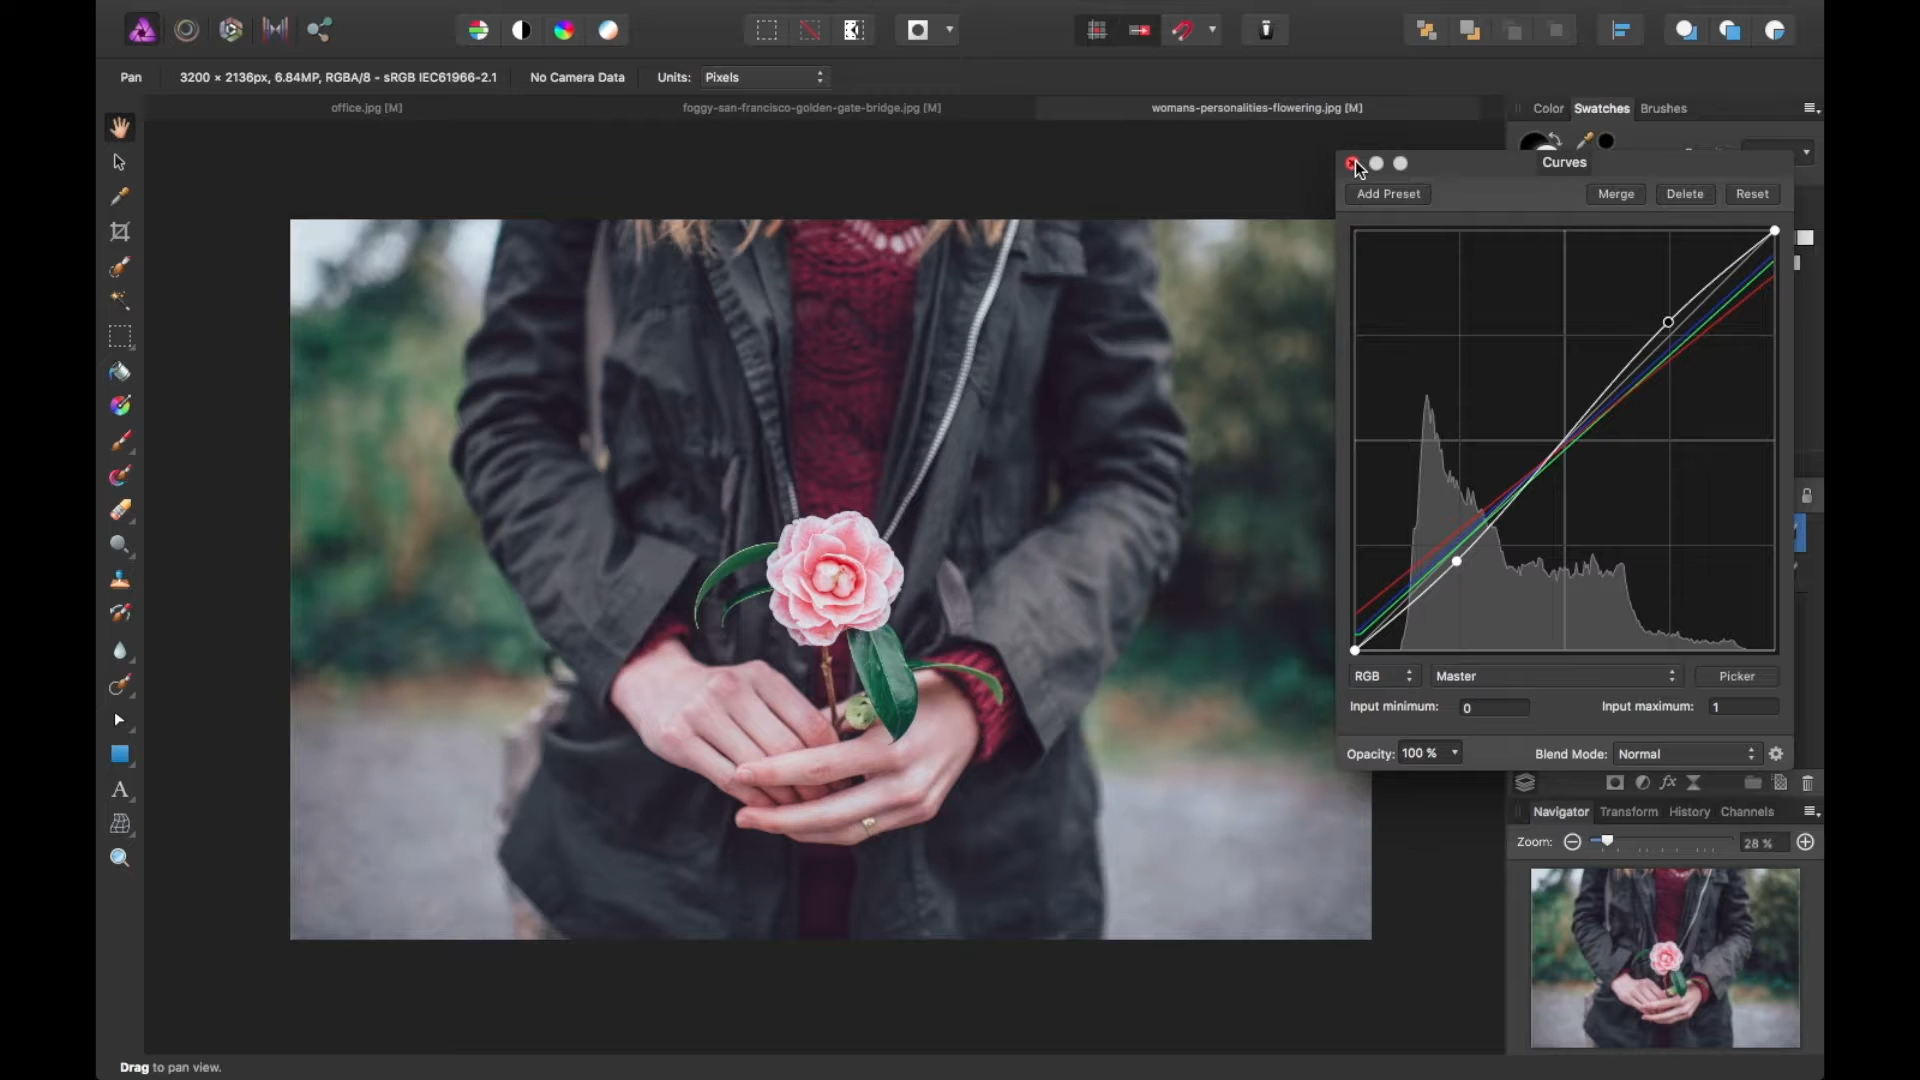 Pan
3200 × 2136px, 6.84MP, RGBA/8 - sRGB IEC61966-2.1
No Camera Data
Units:
Pixels
office.jpg [M]
foggy-san-francisco-golden-gate-bridge.jpg [M]
womans-personalities-flowering.jpg [M]
Color
Swatches
Brushes
Curves
Add Preset
Merge
Delete
Reset
RGB
Master
Picker
Input minimum:
0
Input maximum:
1
Opacity:
100 %
Blend Mode:
Normal
fx
Navigator
Transform
History
Channels
Zoom:
28 %
A
Drag to pan view.